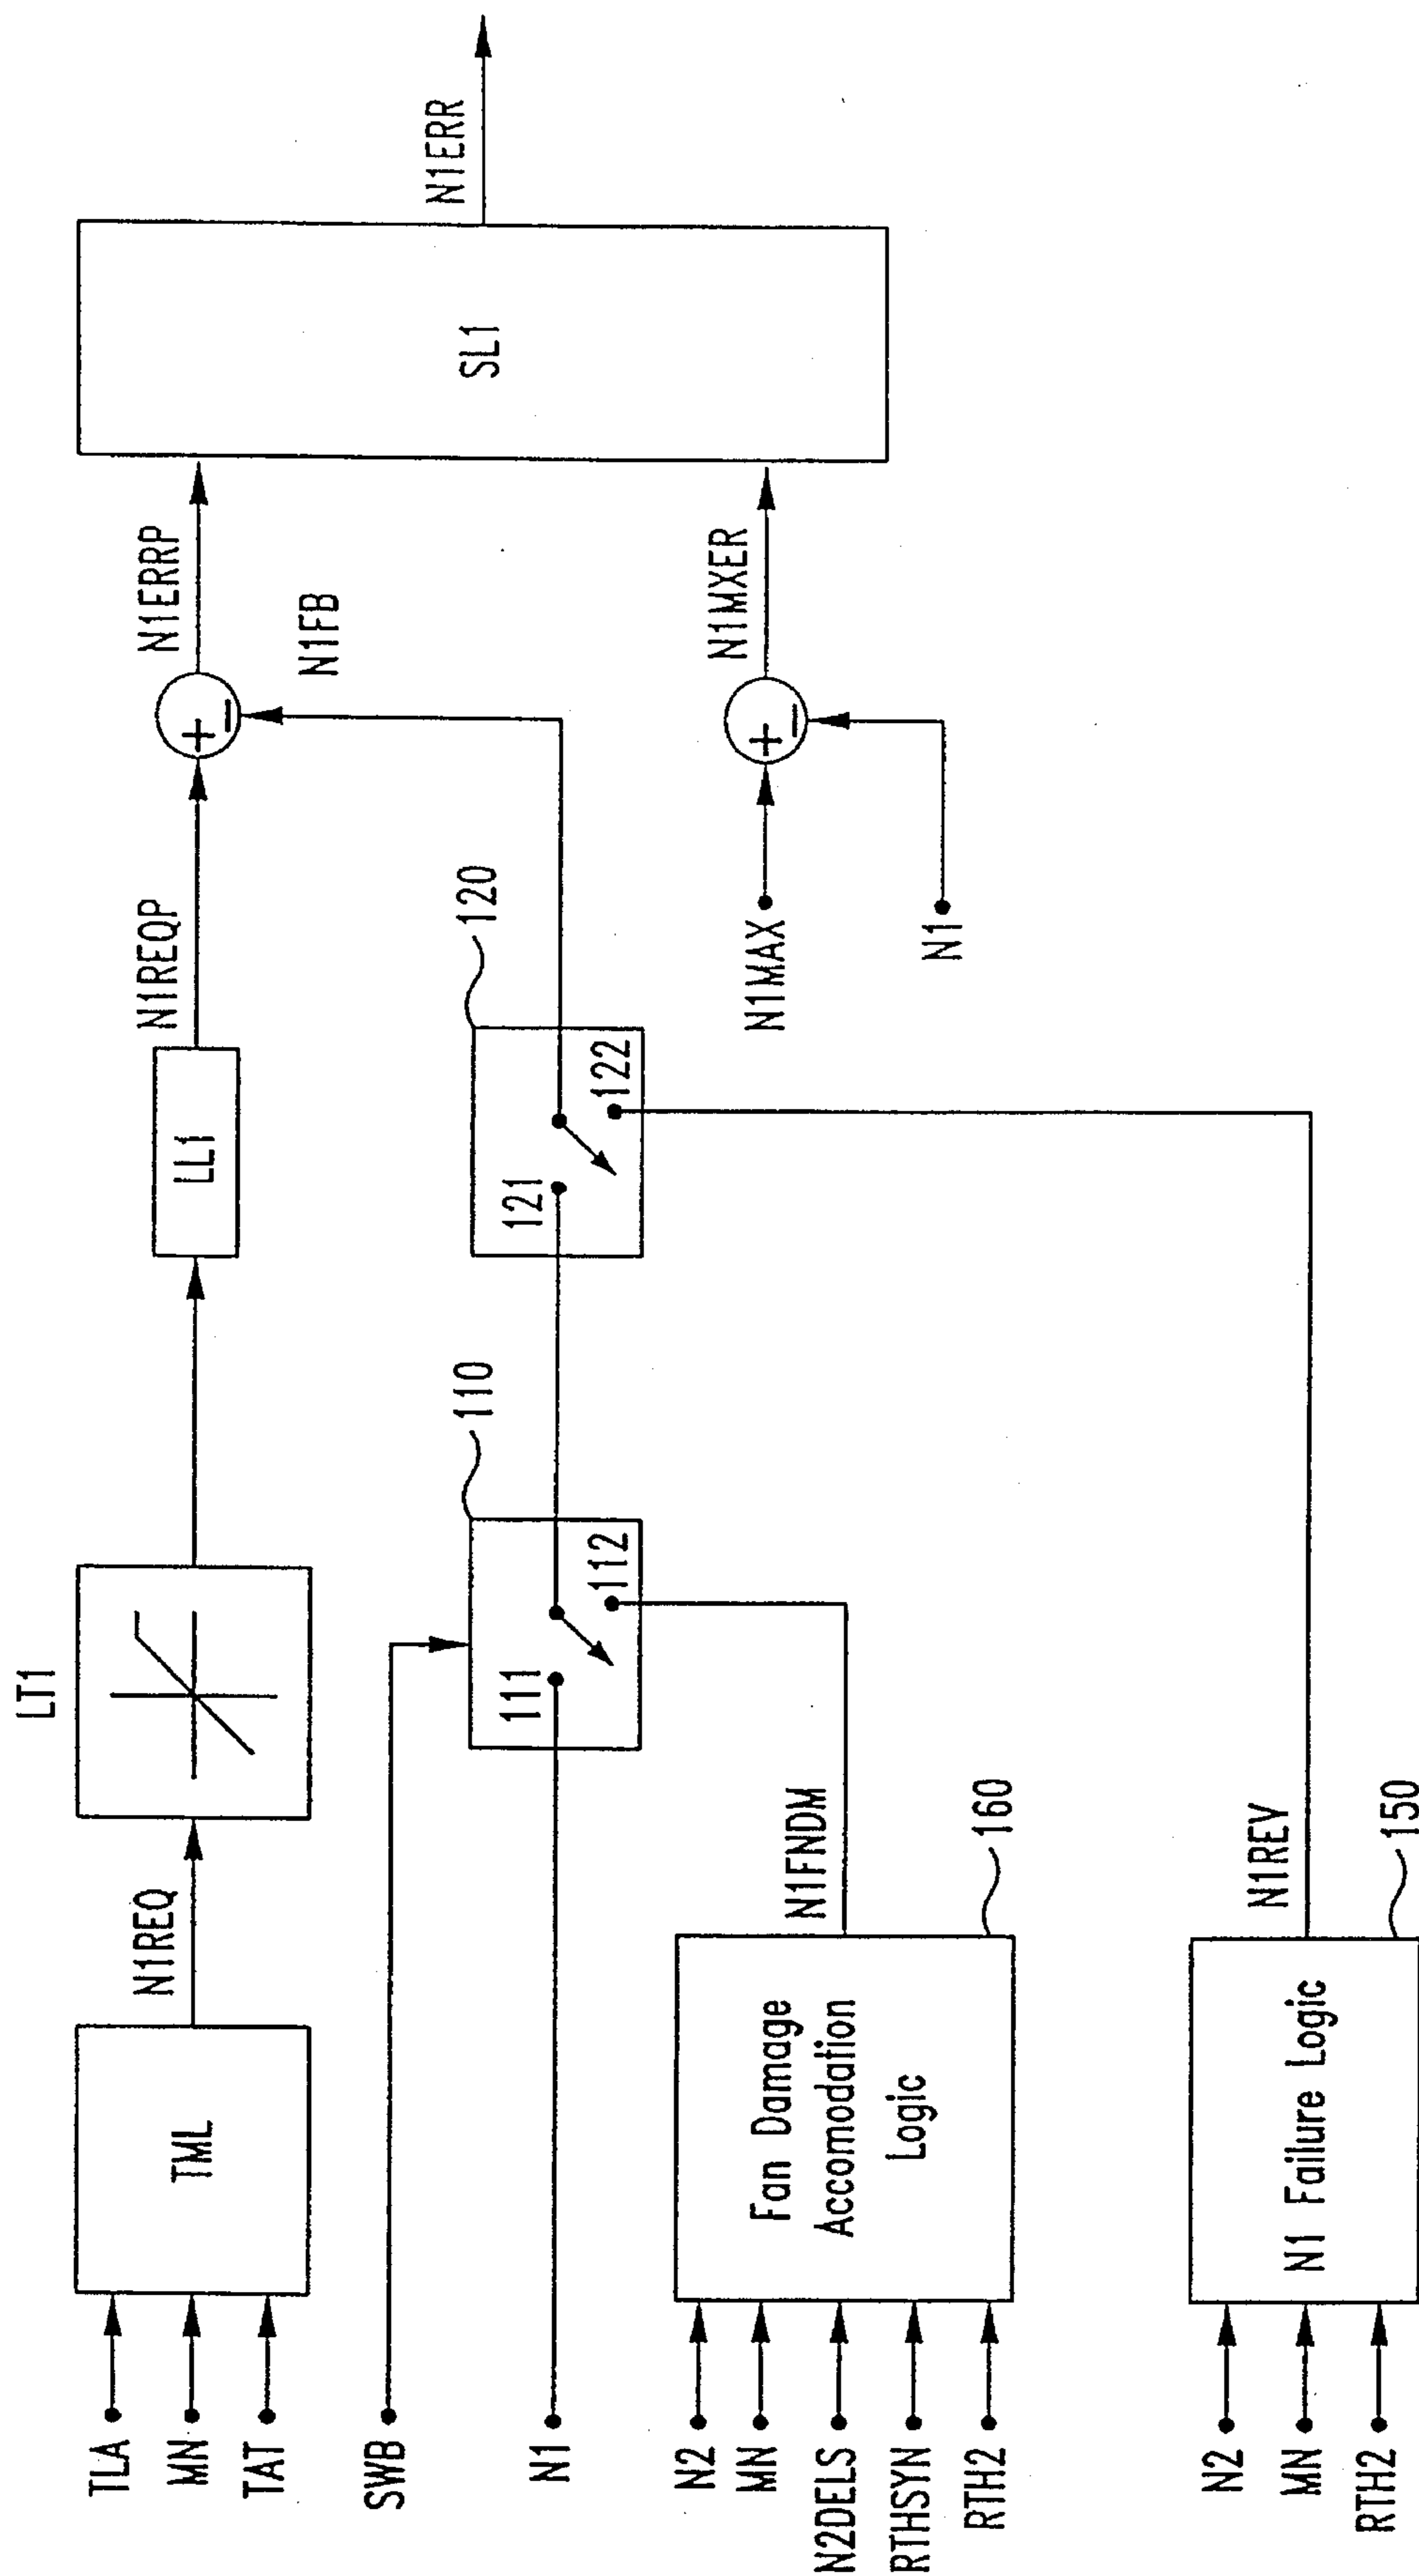 TLA
MN
TAT
TML
N1REQ
LT1
LL1
N1REQP
N1ERRP
N1FB
SL1
N1ERR
SWB
N1
110
111
112
120
121
122
N1MAX
N1
N1MXER
N2
MN
N2DELS
RTHSYN
RTH2
Fan Damage
Accomodation
Logic
N1FNDM
160
N2
MN
RTH2
N1 Failure Logic
N1REV
150